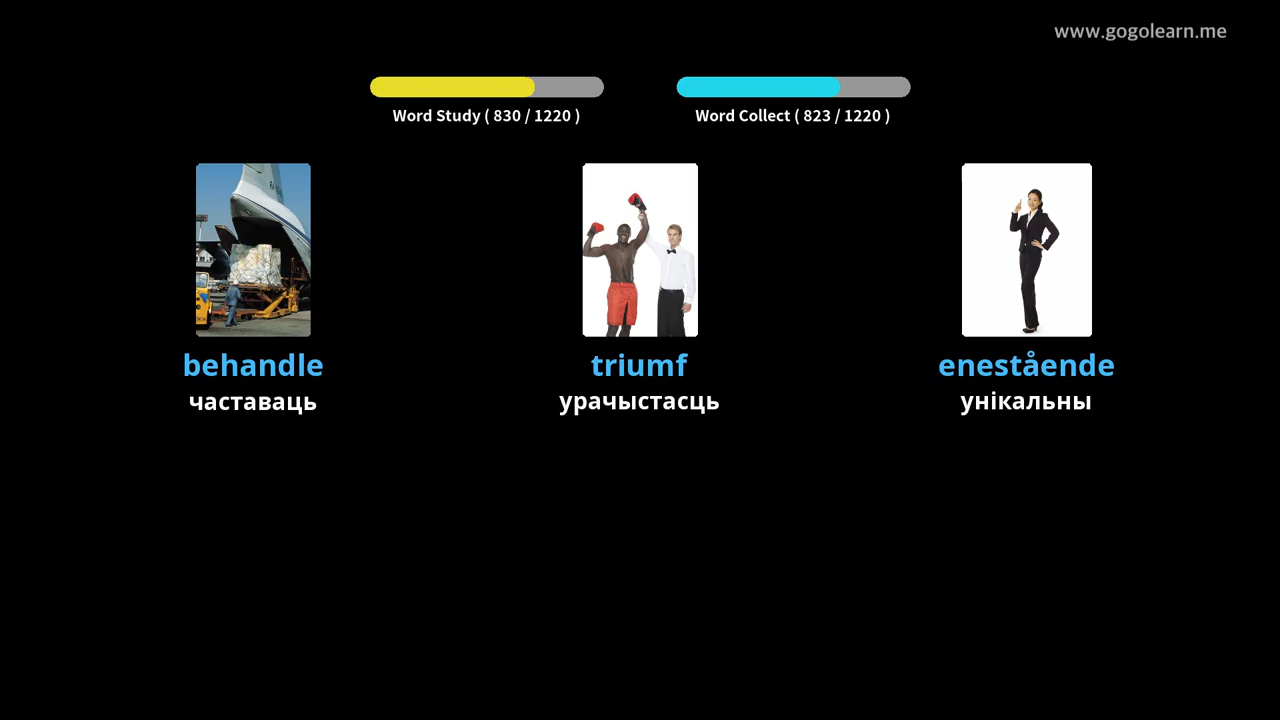 www.gogolearn.me
Word Study ( 830 / 1220 )
Word Collect ( 823 / 1220 )
behandle
triumf
enestående
частаваць
урачыстасць
унікальны